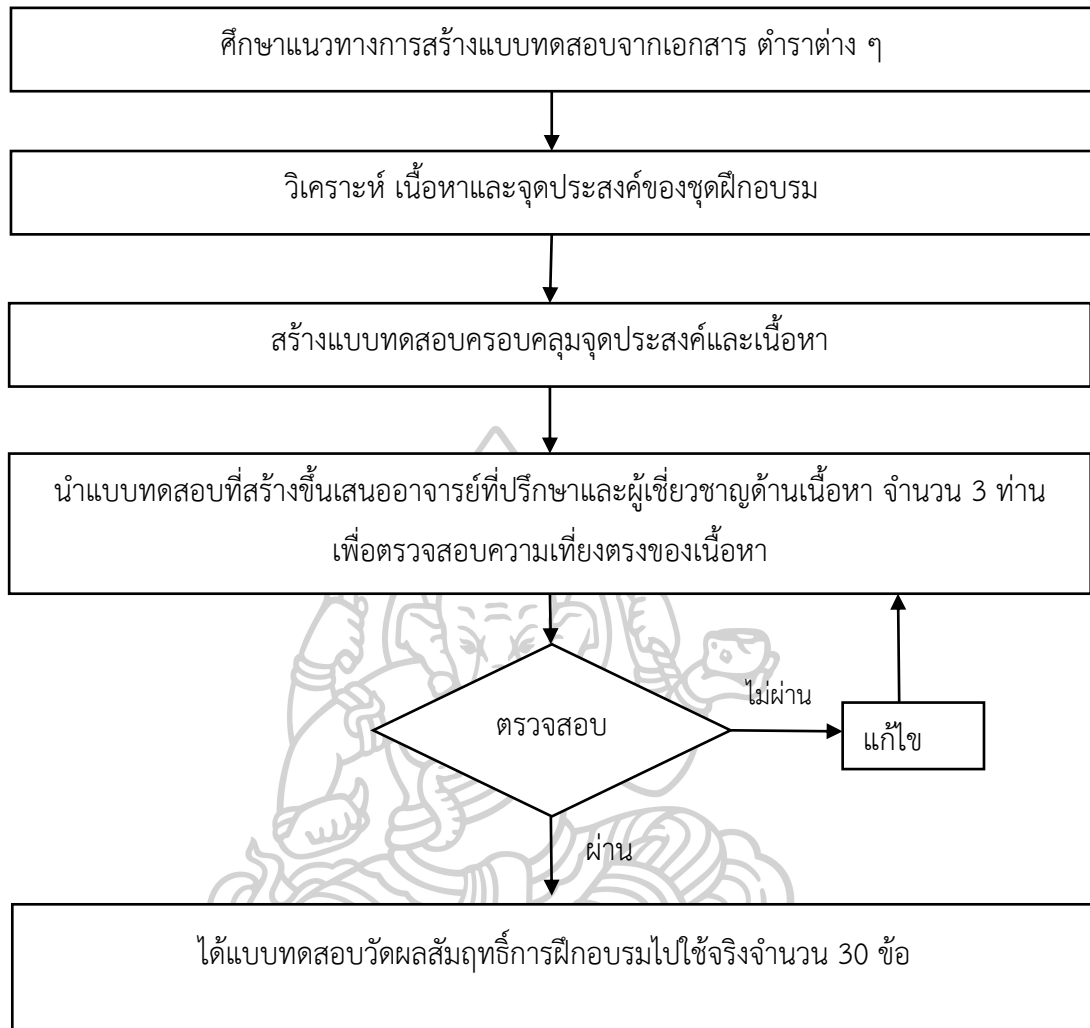 ศึกษาแนวทางการสร้างแบบทดสอบจากเอกสาร ตำราต่าง ๆ
วิเคราะห์ เนื้อหาและจุดประสงค์ของชุดฝึกอบรม
สร้างแบบทดสอบครอบคลุมจุดประสงค์และเนื้อหา
นำแบบทดสอบที่สร้างขึ้นเสนออาจารย์ที่ปรึกษาและผู้เชี่ยวชาญด้านเนื้อหา จำนวน 3 ท่าน
เพื่อตรวจสอบความเที่ยงตรงของเนื้อหา
ไม่ผ่าน
ตรวจสอบ
แก้ไข
ผ่าน
ได้แบบทดสอบวัดผลสัมฤทธิ์การฝึกอบรมไปใช้จริงจำนวน 30 ข้อ